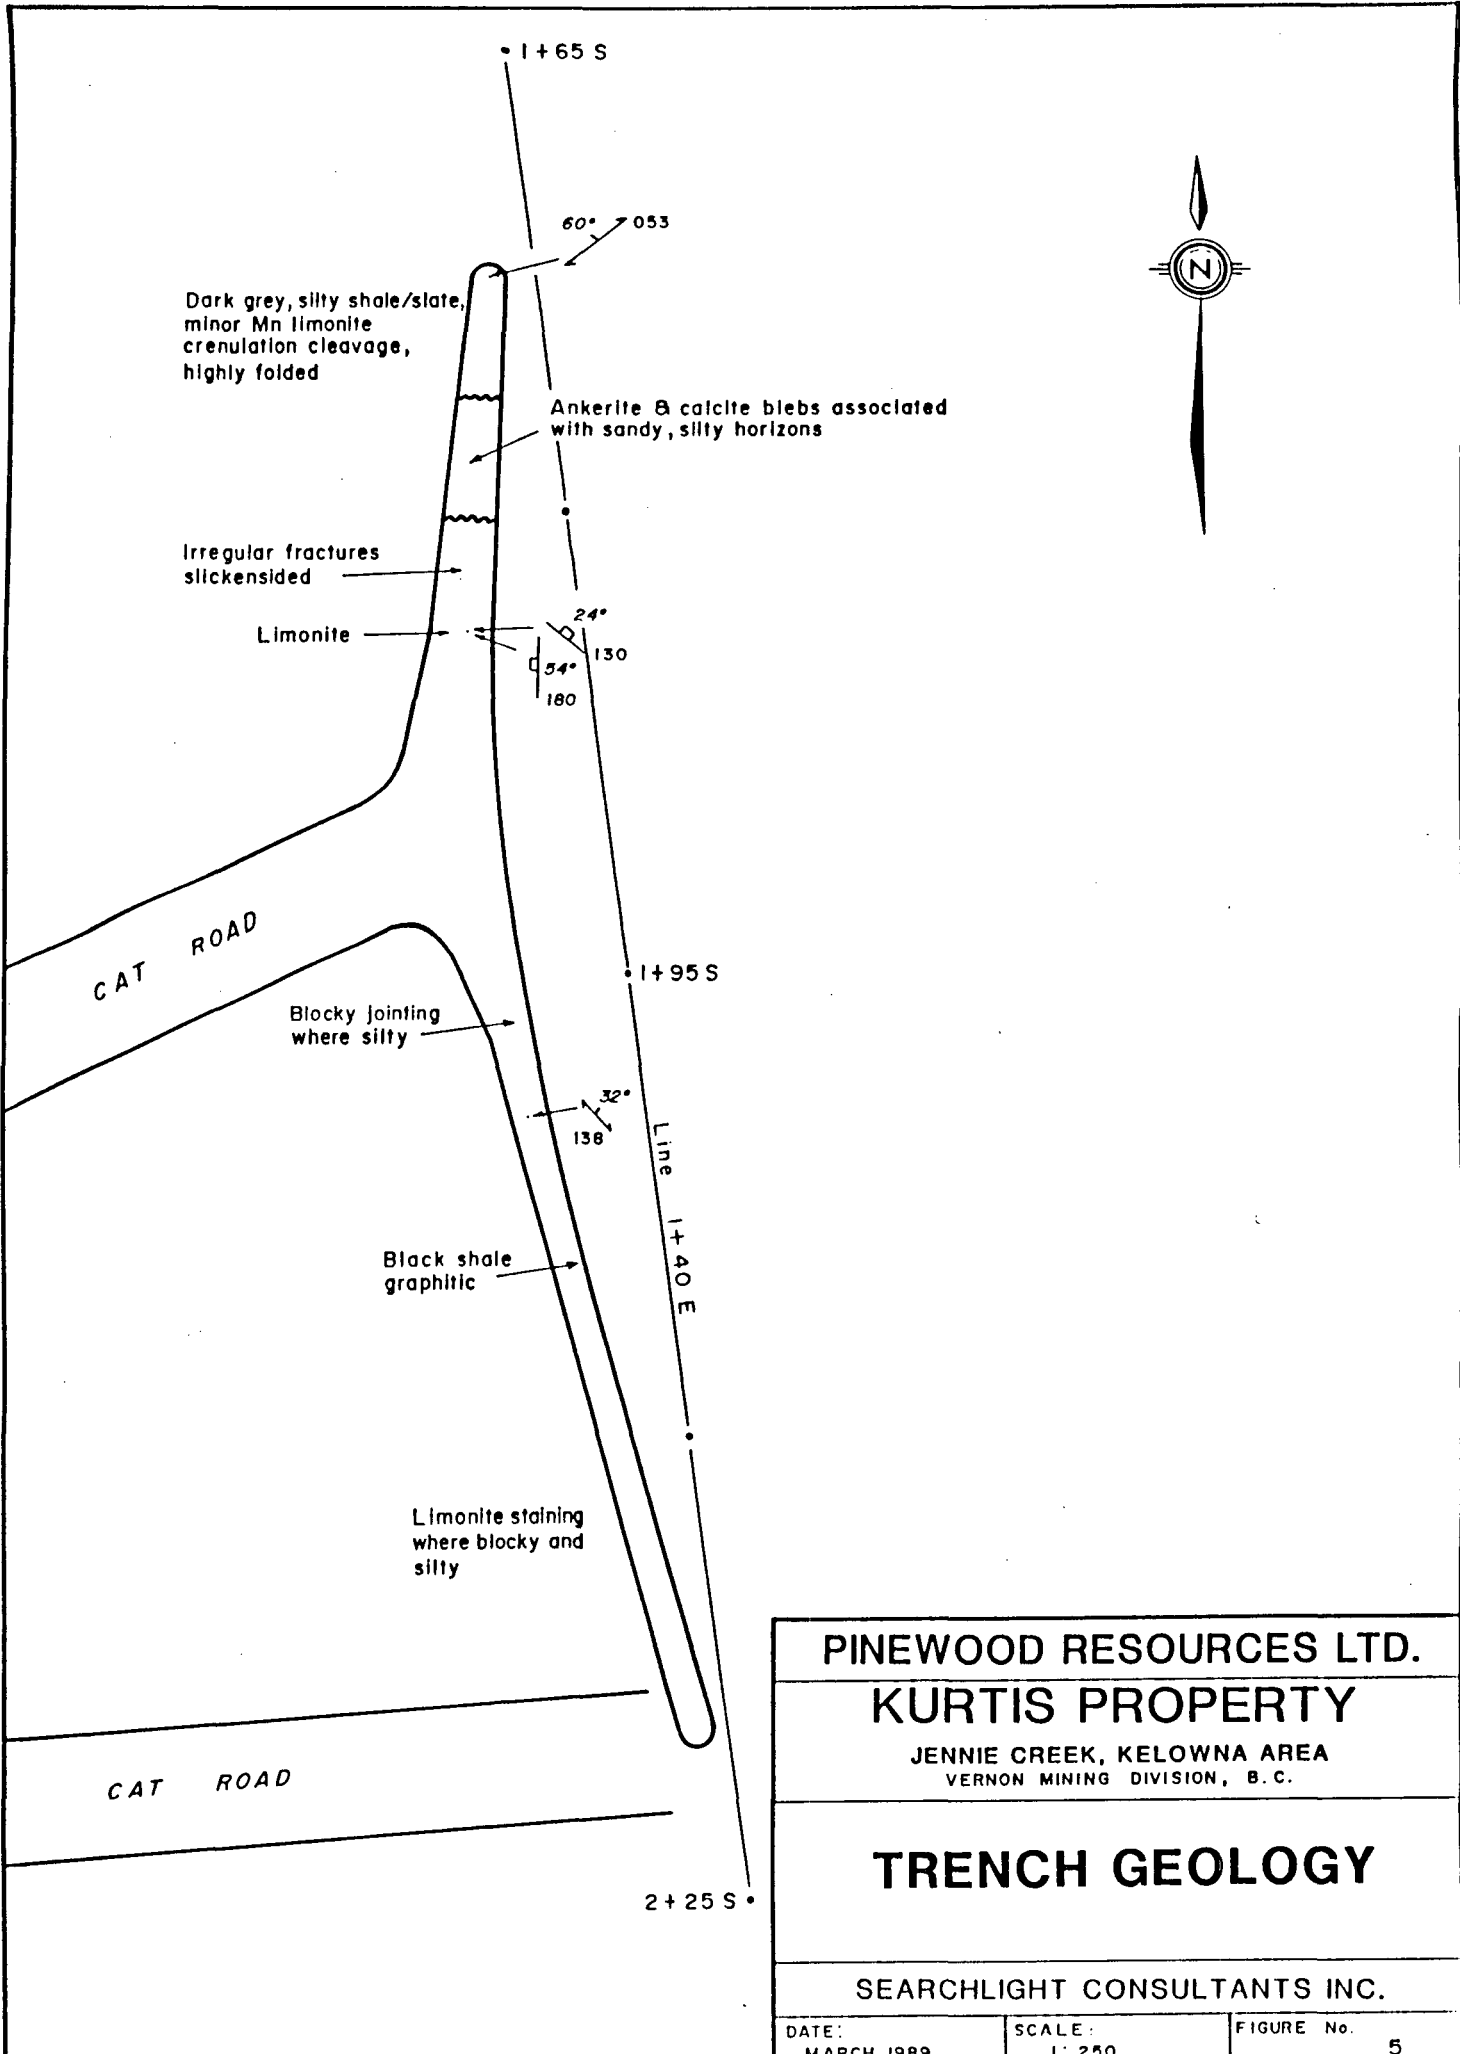 1+65 S
60° 053
N
Dark grey, silty shale/slate,
minor Mn limonite
crenulation cleavage,
highly folded
Ankerite & calcite blebs associated
with sandy, silty horizons
Irregular fractures
slickensided
24°
Limonite
130
54°
180
CAT ROAD
1+95 S
Blocky jointing
where silty
32°
138
Line 1+40 E
Black shale
graphitic
Limonite staining
where blocky and
silty
CAT ROAD
2+25 S
PINEWOOD RESOURCES LTD.
KURTIS PROPERTY
JENNIE CREEK, KELOWNA AREA
VERNON MINING DIVISION, B.C.
TRENCH GEOLOGY
SEARCHLIGHT CONSULTANTS INC.
DATE: SCALE: FIGURE No.
MARCH 1989 1:250 5